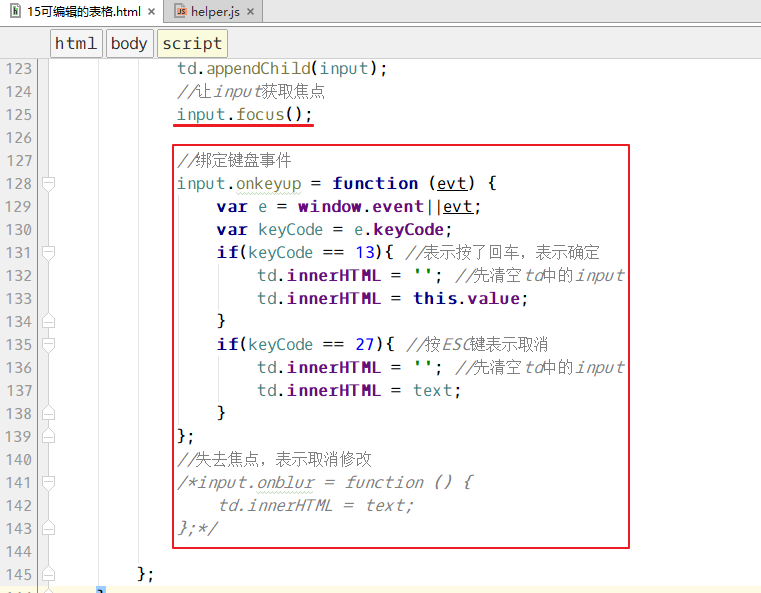 15可编辑的表格.html × helper.js ×
html body script
123 td.appendChild(input);
124 //让input获取焦点
125 input.focus();
126
127 //绑定键盘事件
128 input.onkeyup = function (evt) {
129 var e = window.event||evt;
130 var keyCode = e.keyCode;
131 if(keyCode == 13){ //表示按了回车，表示确定
132 td.innerHTML = ''; //先清空td中的input
133 td.innerHTML = this.value;
134 }
135 if(keyCode == 27){ //按ESC键表示取消
136 td.innerHTML = ''; //先清空td中的input
137 td.innerHTML = text;
138 }
139 };
140 //失去焦点，表示取消修改
141 /*input.onblur = function () {
142 td.innerHTML = text;
143 };*/
144
145 };